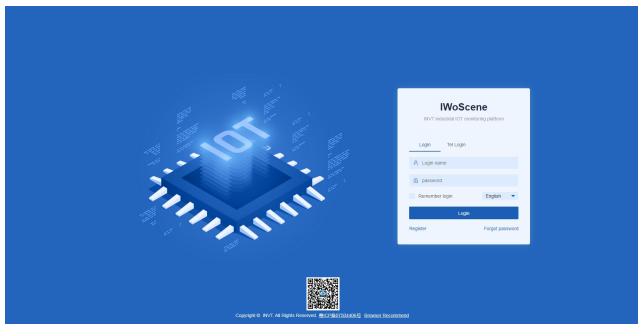 IOT
IWoScene
INVT industrial IOT monitoring platform
Login
Tel Login
Login name
password
Remember login
English
Login
Register
Forgot password
Copyright © INVT. All Rights Reserved. Browser Recommend